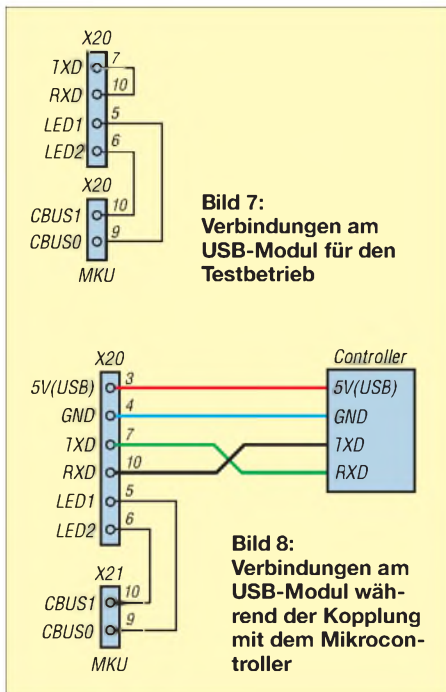 X20
TXD 7
RXD 10
LED1 5
LED2 6
X20
CBUS1 10
CBUS0 9
MKU
Bild 7:
Verbindungen am
USB-Modul für den
Testbetrieb
X20
Controller
5V(USB) 3 5V(USB)
GND 4 GND
TXD 7 TXD
RXD 10 RXD
LED1 5
LED2 6
X21
CBUS1 10
CBUS0 9
MKU
Bild 8:
Verbindungen am
USB-Modul wäh-
rend der Kopplung
mit dem Mikrocon-
troller